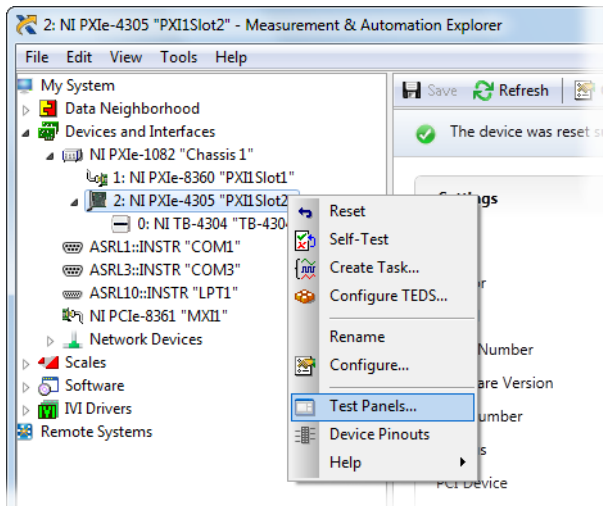 2: NI PXIe-4305 "PXI1Slot2" - Measurement & Automation Explorer
File Edit View Tools Help
My System
Data Neighborhood
Devices and Interfaces
NI PXIe-1082 "Chassis 1"
1: NI PXIe-8360 "PXI1Slot1"
2: NI PXIe-4305 "PXI1Slot2
0: NI TB-4304 "TB-4304
ASRL1::INSTR "COM1"
ASRL3::INSTR "COM3"
ASRL10::INSTR "LPT1"
NI PCIe-8361 "MXI1"
Network Devices
Scales
Software
IVI Drivers
Remote Systems
Save Refresh
The device was reset
Reset
Self-Test
Create Task...
Configure TEDS...
Rename
Configure...
Test Panels...
Device Pinouts
Help
Number
Version
PCI Device